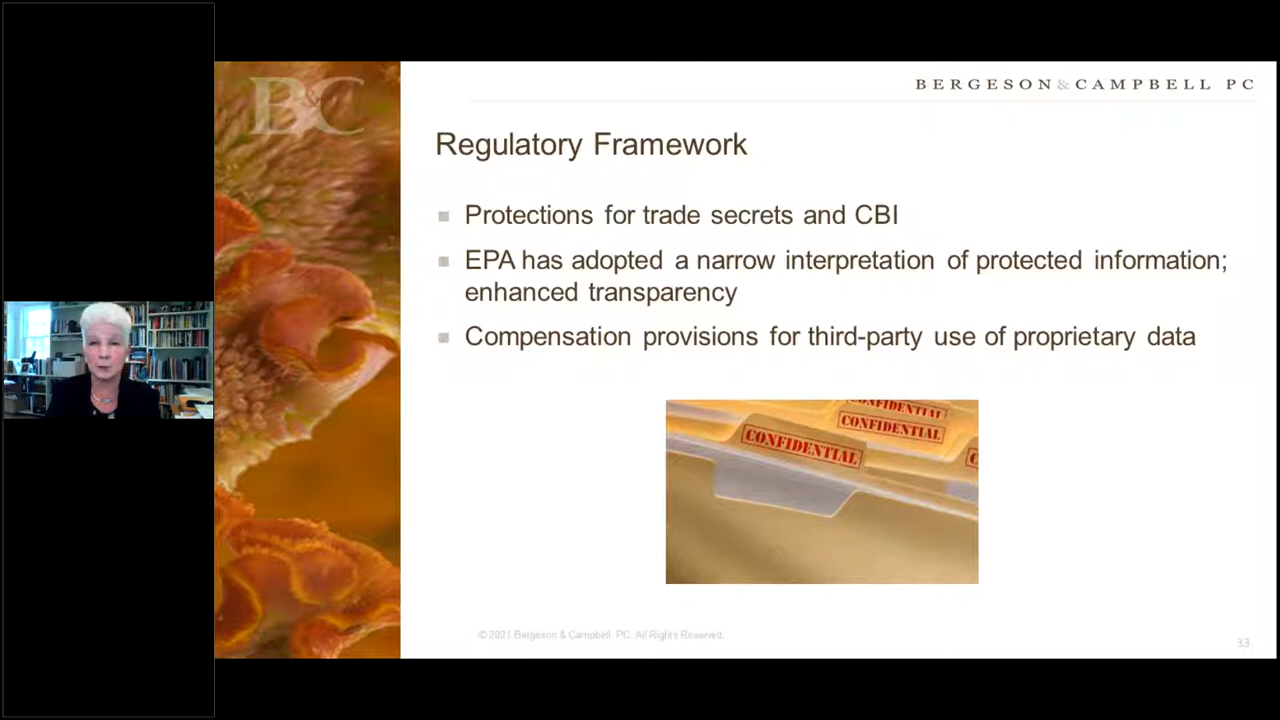 B&C
BERGESON&CAMPBELL PC
Regulatory Framework
Protections for trade secrets and CBI
EPA has adopted a narrow interpretation of protected information;
enhanced transparency
Compensation provisions for third-party use of proprietary data
CONFIDENTIAL
CONFIDENTIAL
CONFIDENTIAL
© 2021 Bergeson & Campbell PC. All Rights Reserved.
33